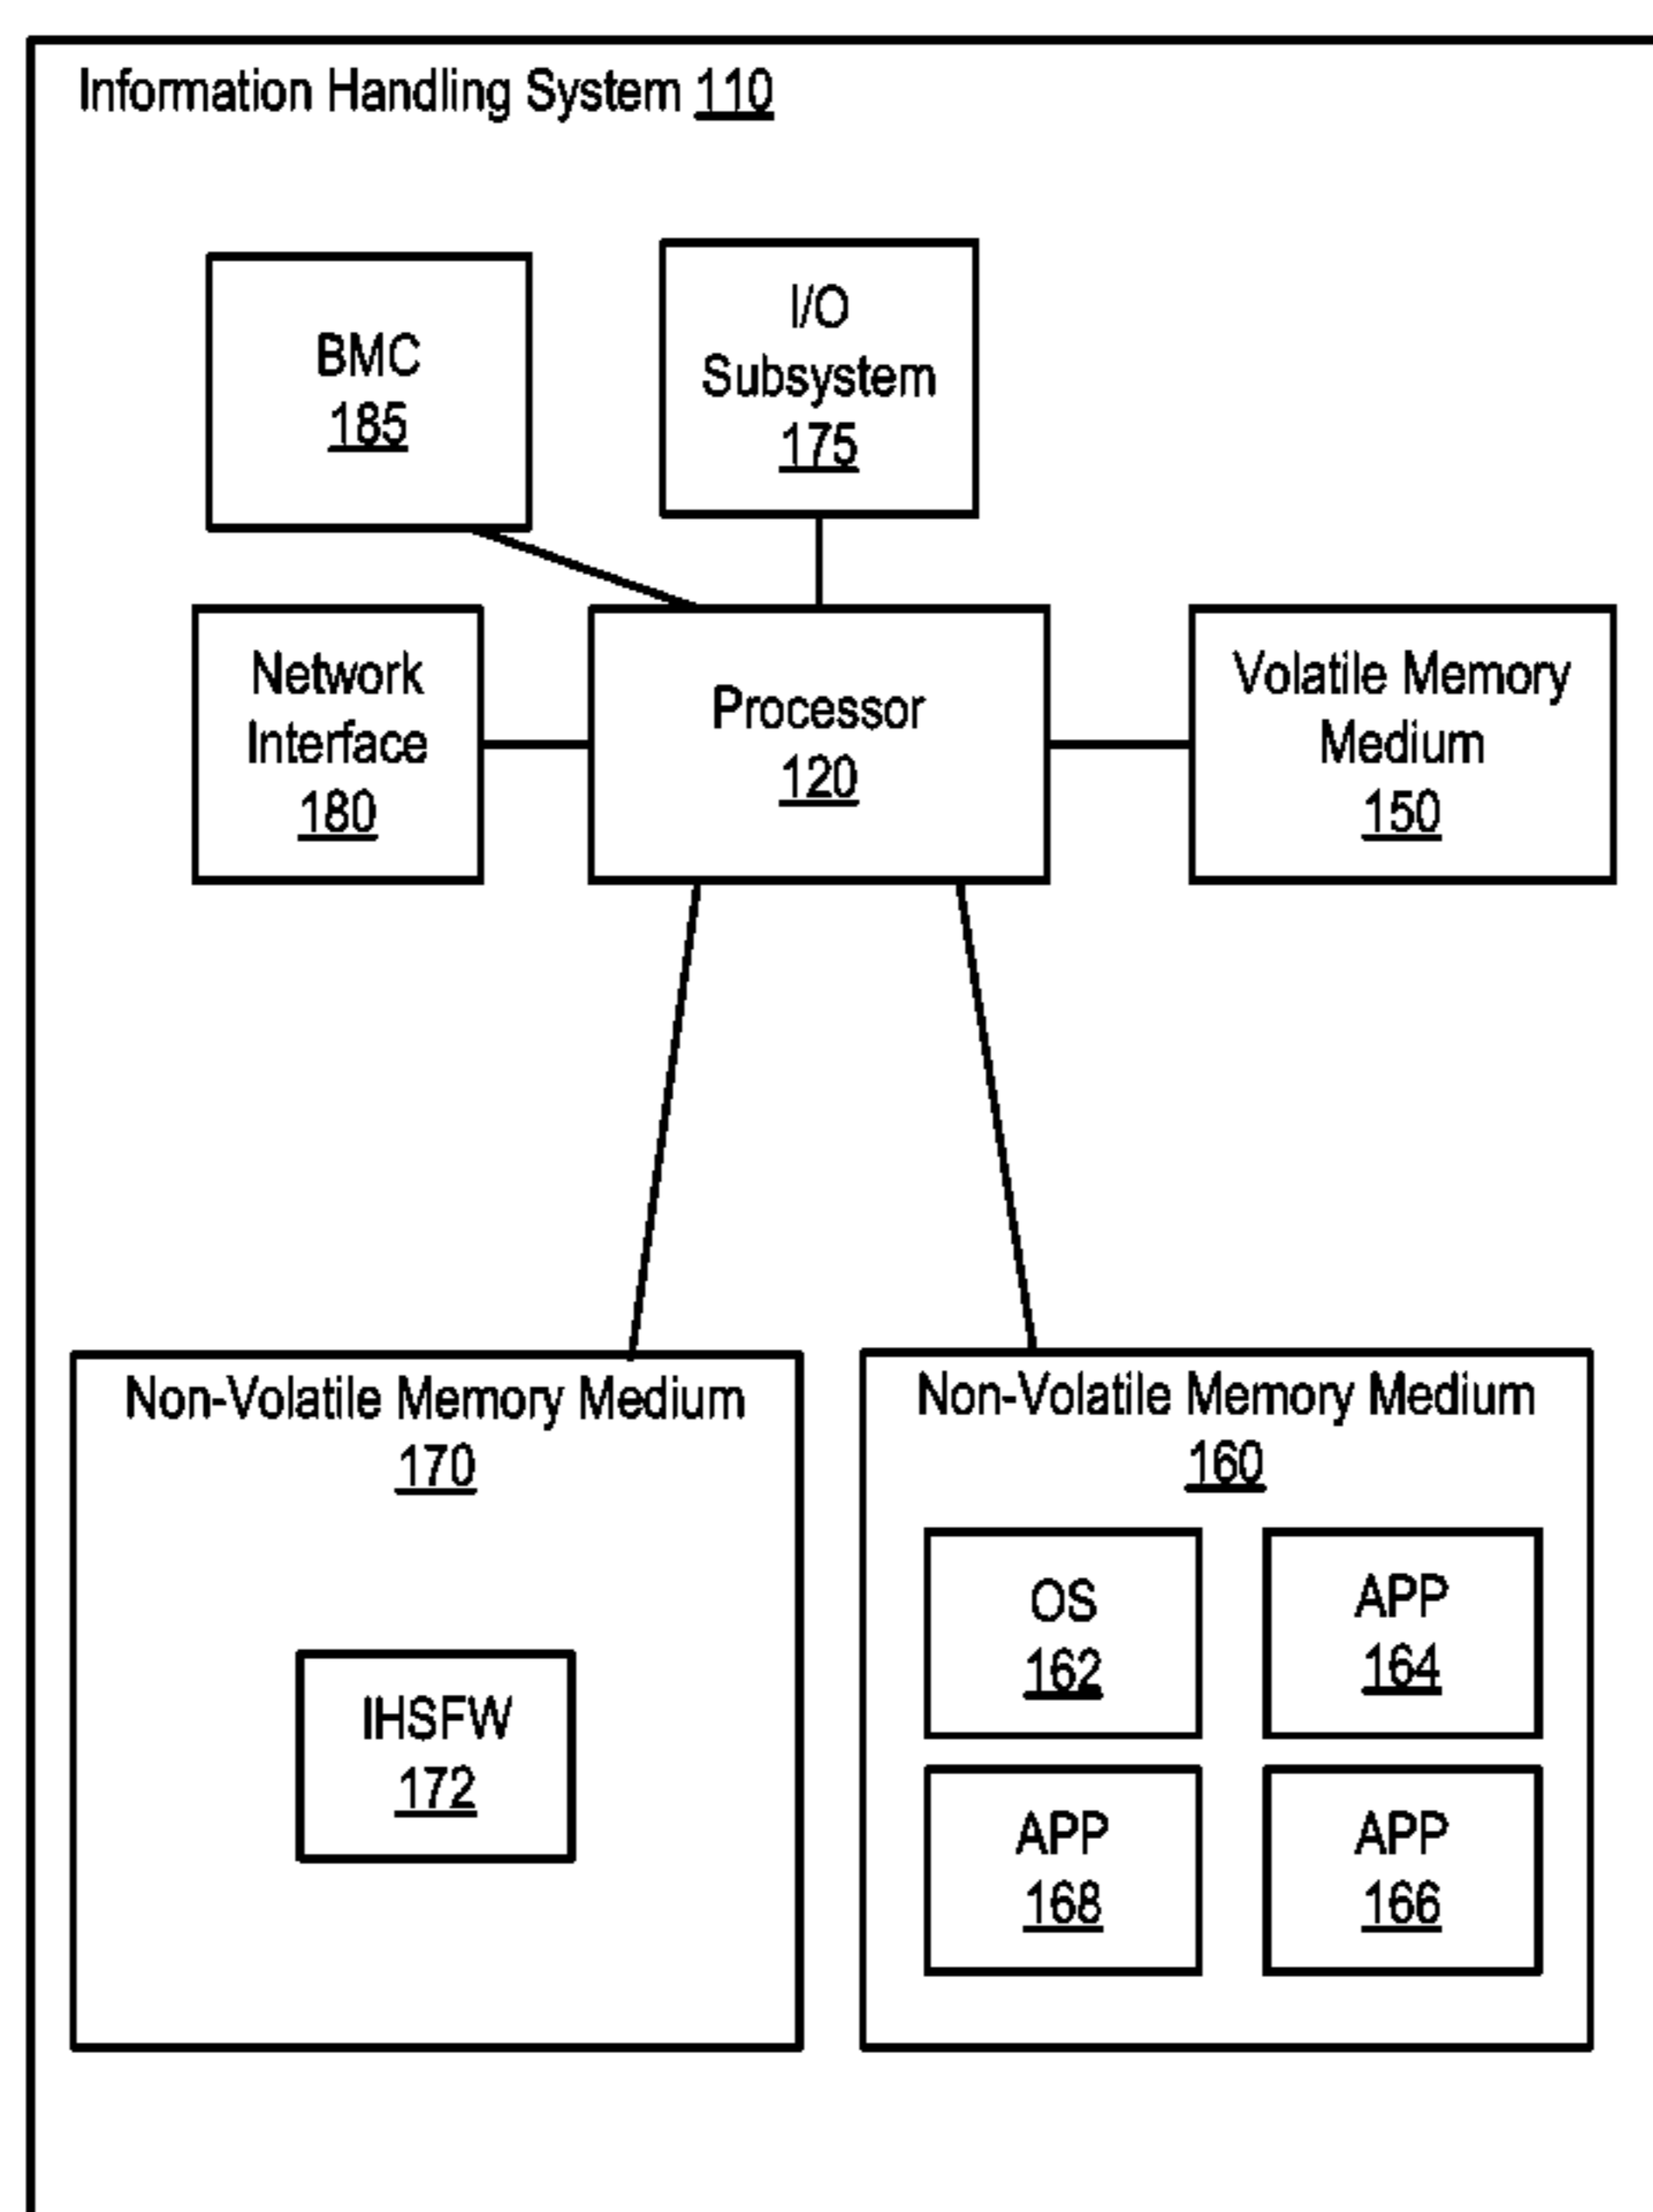 Information Handling System 110
BMC
185
I/O
Subsystem
175
Network
Interface
180
Processor
120
Volatile Memory
Medium
150
Non-Volatile Memory Medium
170
IHSFW
172
Non-Volatile Memory Medium
160
OS
162
APP
164
APP
168
APP
166